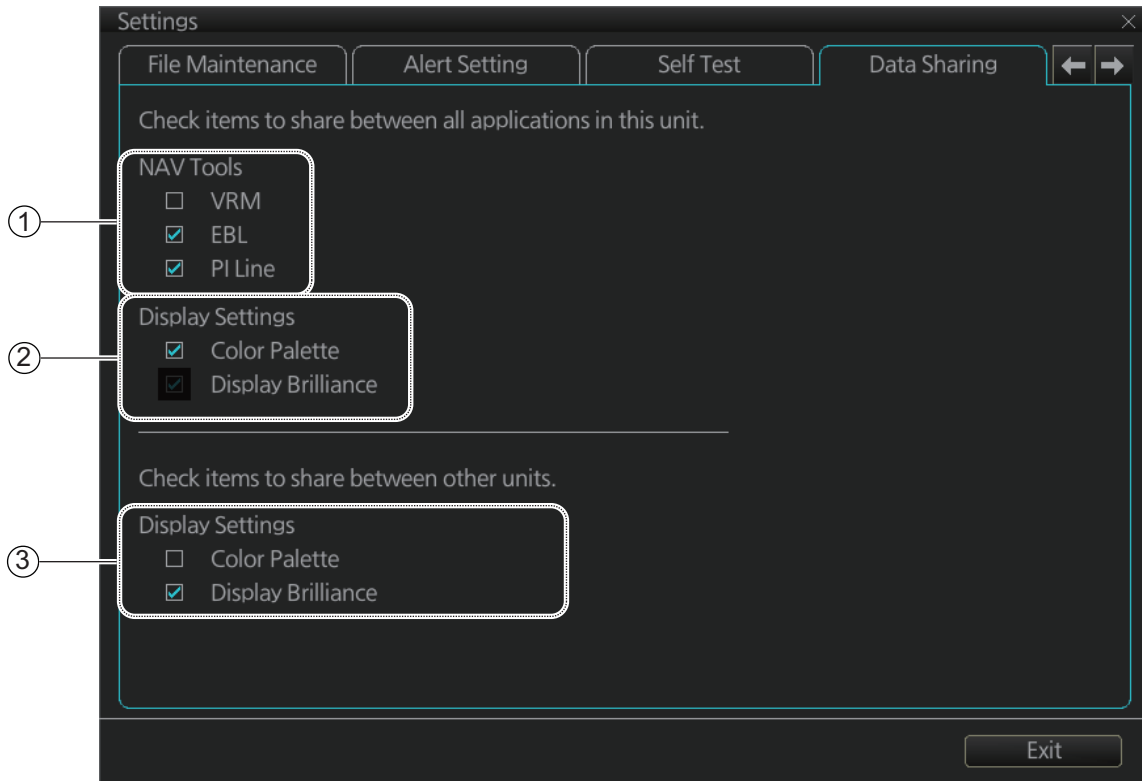 Settings
File Maintenance
Alert Setting
Self Test
Data Sharing
Check items to share between all applications in this unit.
NAV Tools
VRM
1
EBL
PI Line
Display Settings
2
Color Palette
Display Brilliance
Check items to share between other units.
Display Settings
3
Color Palette
Display Brilliance
Exit